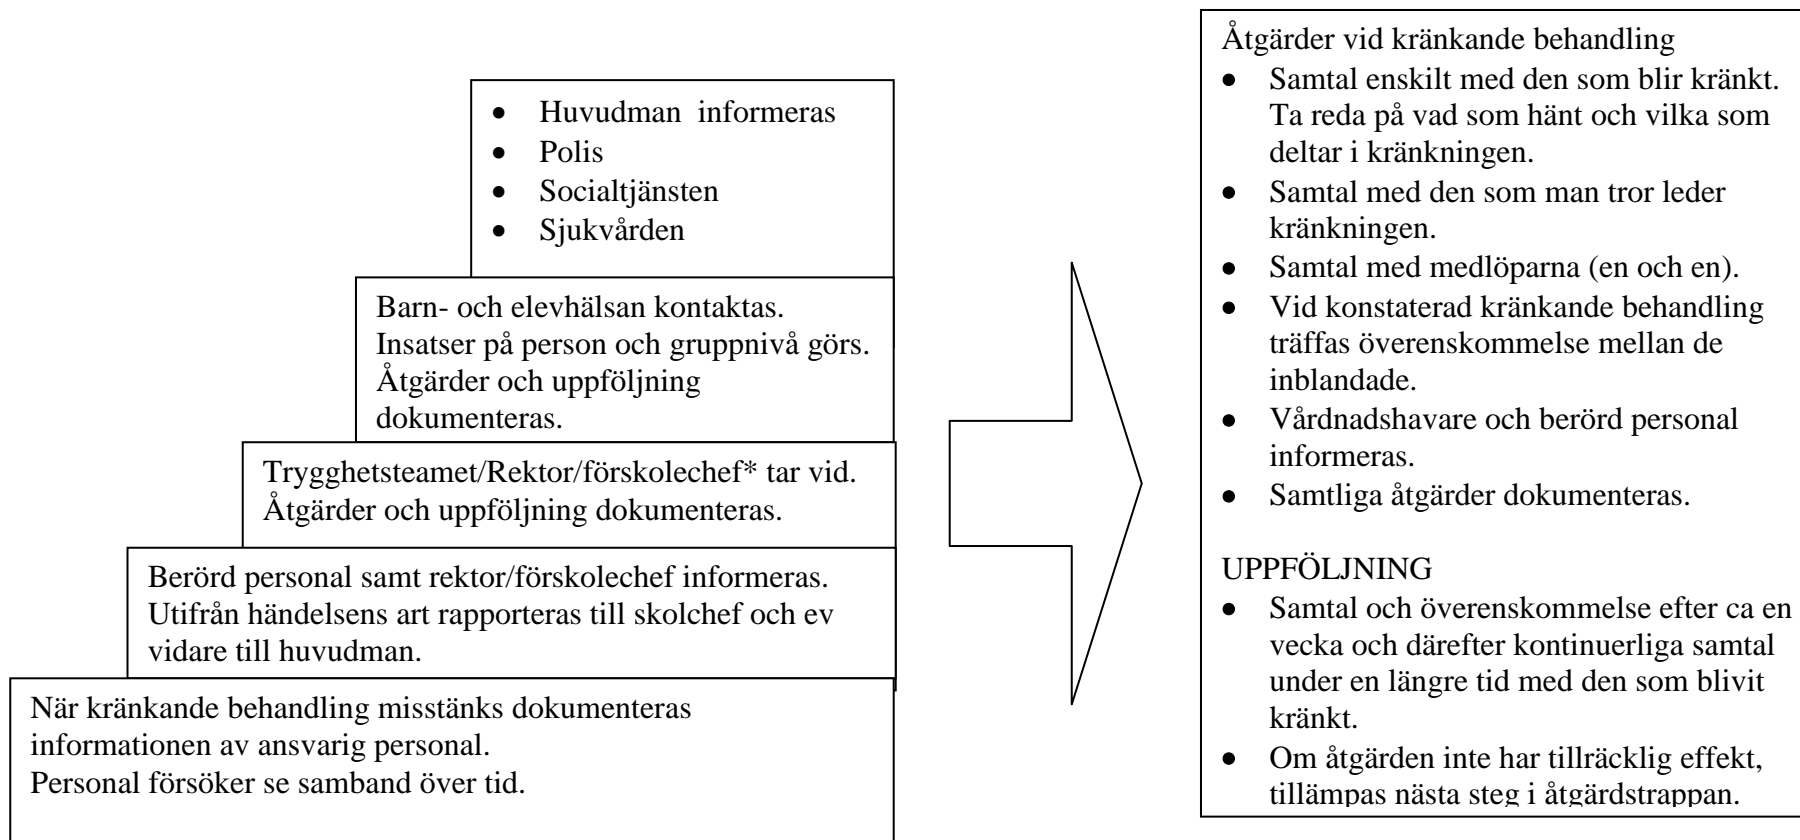 • Huvudman  informeras
• Polis
• Socialtjänsten
• Sjukvården
Barn- och elevhälsan kontaktas.
Insatser på person och gruppnivå görs.
Åtgärder och uppföljning
dokumenteras.
Trygghetsteamet/Rektor/förskolechef* tar vid.
Åtgärder och uppföljning dokumenteras.
Berörd personal samt rektor/förskolechef informeras.
Utifrån händelsens art rapporteras till skolchef och ev
vidare till huvudman.
När kränkande behandling misstänks dokumenteras
informationen av ansvarig personal.
Personal försöker se samband över tid.
Åtgärder vid kränkande behandling
• Samtal enskilt med den som blir kränkt.
Ta reda på vad som hänt och vilka som
deltar i kränkningen.
• Samtal med den som man tror leder
kränkningen.
• Samtal med medlöparna (en och en).
• Vid konstaterad kränkande behandling
träffas överenskommelse mellan de
inblandade.
• Vårdnadshavare och berörd personal
informeras.
• Samtliga åtgärder dokumenteras.
UPPFÖLJNING
• Samtal och överenskommelse efter ca en
vecka och därefter kontinuerliga samtal
under en längre tid med den som blivit
kränkt.
• Om åtgärden inte har tillräcklig effekt,
tillämpas nästa steg i åtgärdstrappan.